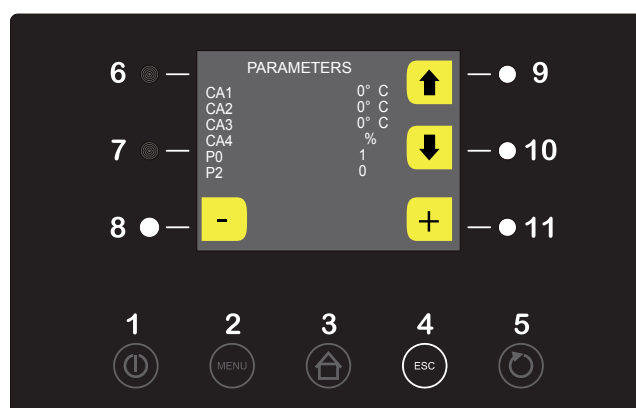 PARAMETERS
6
9
CA1 0° C
CA2 0° C
CA3 0° C
CA4 %
P0 1
P2 0
7
10
8
-
+
11
1 2 3 4 5
MENU
ESC